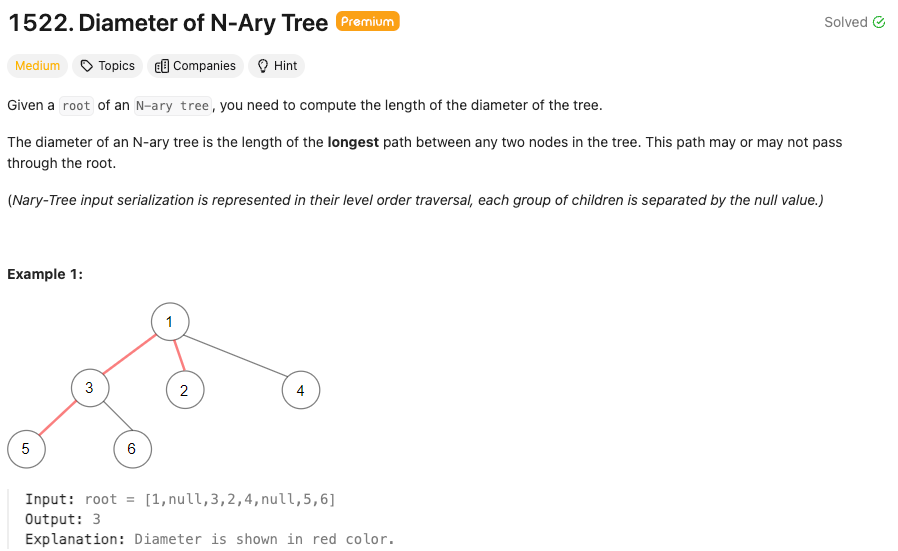 1522. Diameter of N-Ary Tree Premium Solved
Medium Topics Companies Hint
Given a root of an N-ary tree, you need to compute the length of the diameter of the tree.
The diameter of an N-ary tree is the length of the longest path between any two nodes in the tree. This path may or may not pass
through the root.
(Nary-Tree input serialization is represented in their level order traversal, each group of children is separated by the null value.)
Example 1:
1
3 2 4
5 6
Input: root = [1,null,3,2,4,null,5,6]
Output: 3
Explanation: Diameter is shown in red color.